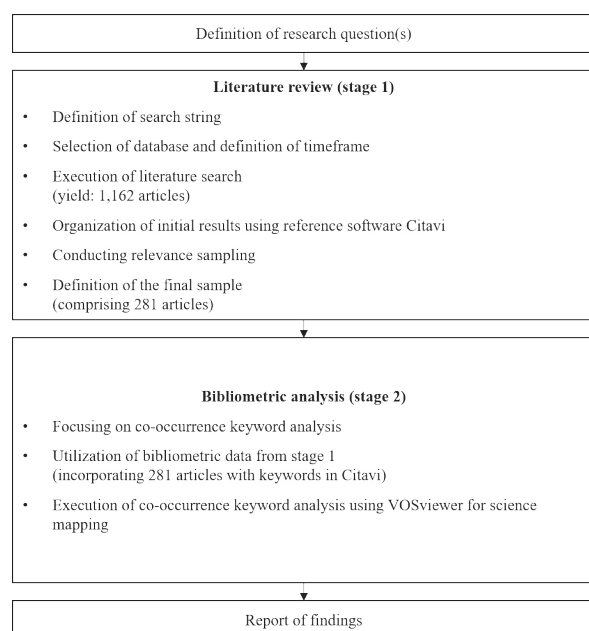 Definition of research question(s)
Literature review (stage 1)
• Definition of search string
• Selection of database and definition of timeframe
• Execution of literature search
(yield: 1,162 articles)
• Organization of initial results using reference software Citavi
• Conducting relevance sampling
• Definition of the final sample
(comprising 281 articles)
Bibliometric analysis (stage 2)
• Focusing on co-occurrence keyword analysis
• Utilization of bibliometric data from stage 1
(incorporating 281 articles with keywords in Citavi)
• Execution of co-occurrence keyword analysis using VOSviewer for science
mapping
Report of findings